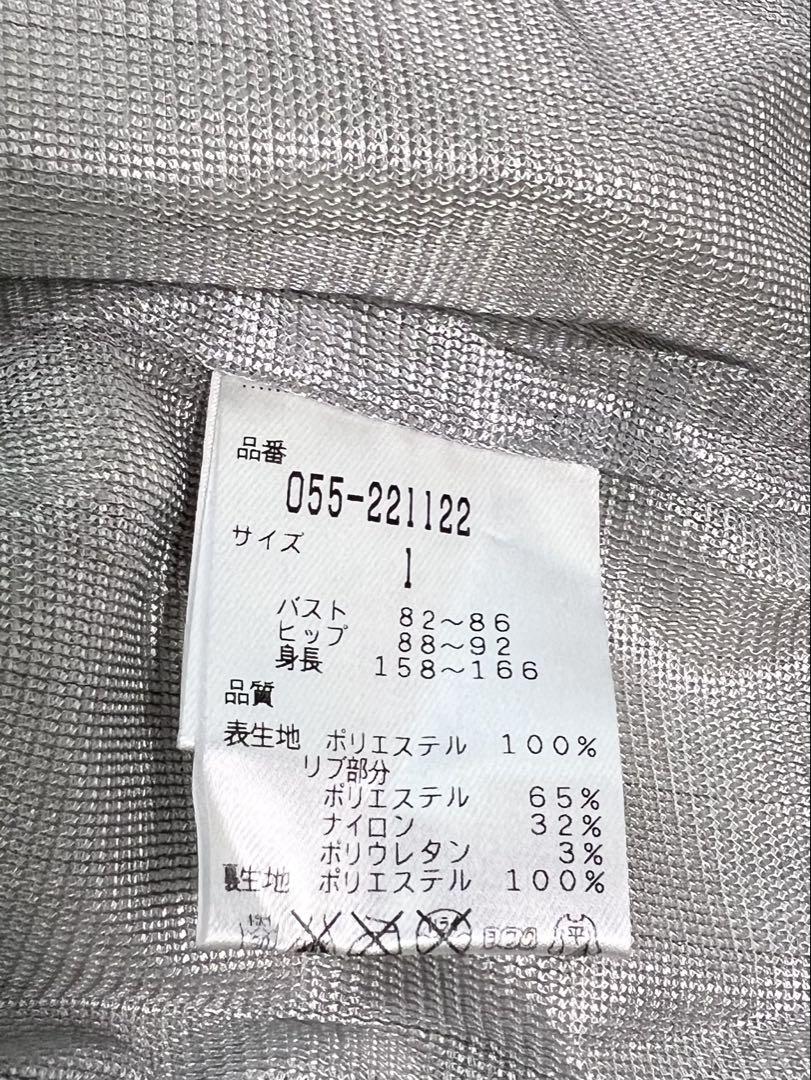 品番
055-221122
サイズ
1
バスト 82~86
ヒップ 88~92
身長 158~166
品質
表生地 ポリエステル 100%
リブ部分
ポリエステル 65%
ナイロン 32%
ポリウレタン 3%
裏生地 ポリエステル 100%
平